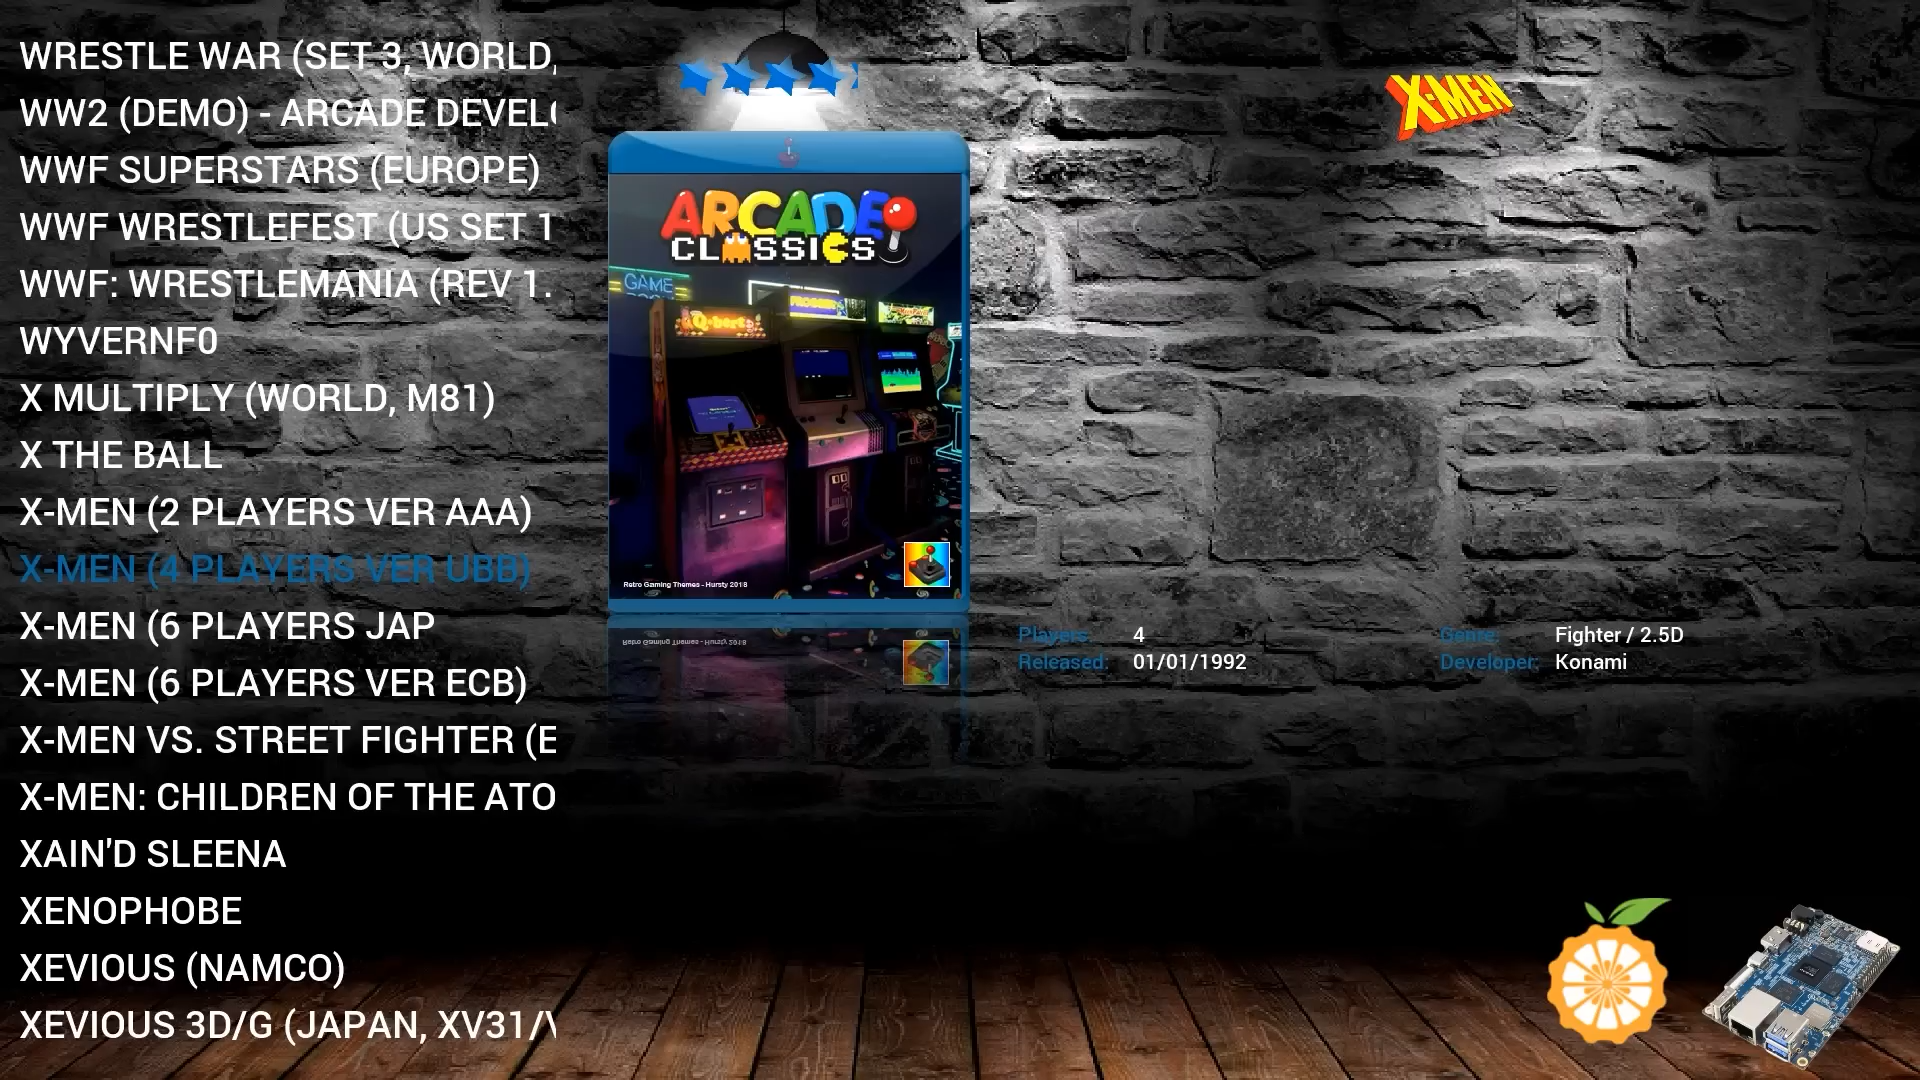 WRESTLE WAR (SET 3, WORLD,
WW2 (DEMO) - ARCADE DEVEL
WWF SUPERSTARS (EUROPE)
WWF WRESTLEFEST (US SET 1
WWF: WRESTLEMANIA (REV 1.
WYVERNF0
X MULTIPLY (WORLD, M81)
X THE BALL
X-MEN (2 PLAYERS VER AAA)
X-MEN (4 PLAYERS VER UBB)
X-MEN (6 PLAYERS JAP
X-MEN (6 PLAYERS VER ECB)
X-MEN VS. STREET FIGHTER (E
X-MEN: CHILDREN OF THE ATO
XAIN'D SLEENA
XENOPHOBE
XEVIOUS (NAMCO)
XEVIOUS 3D/G (JAPAN, XV31/
ARCADE
CLASSICS
GAME
Q*bert
FROGGER
Retro Gaming Themes - Hursty 2018
X-MEN
Players: 4
Released: 01/01/1992
Genre: Fighter / 2.5D
Developer: Konami